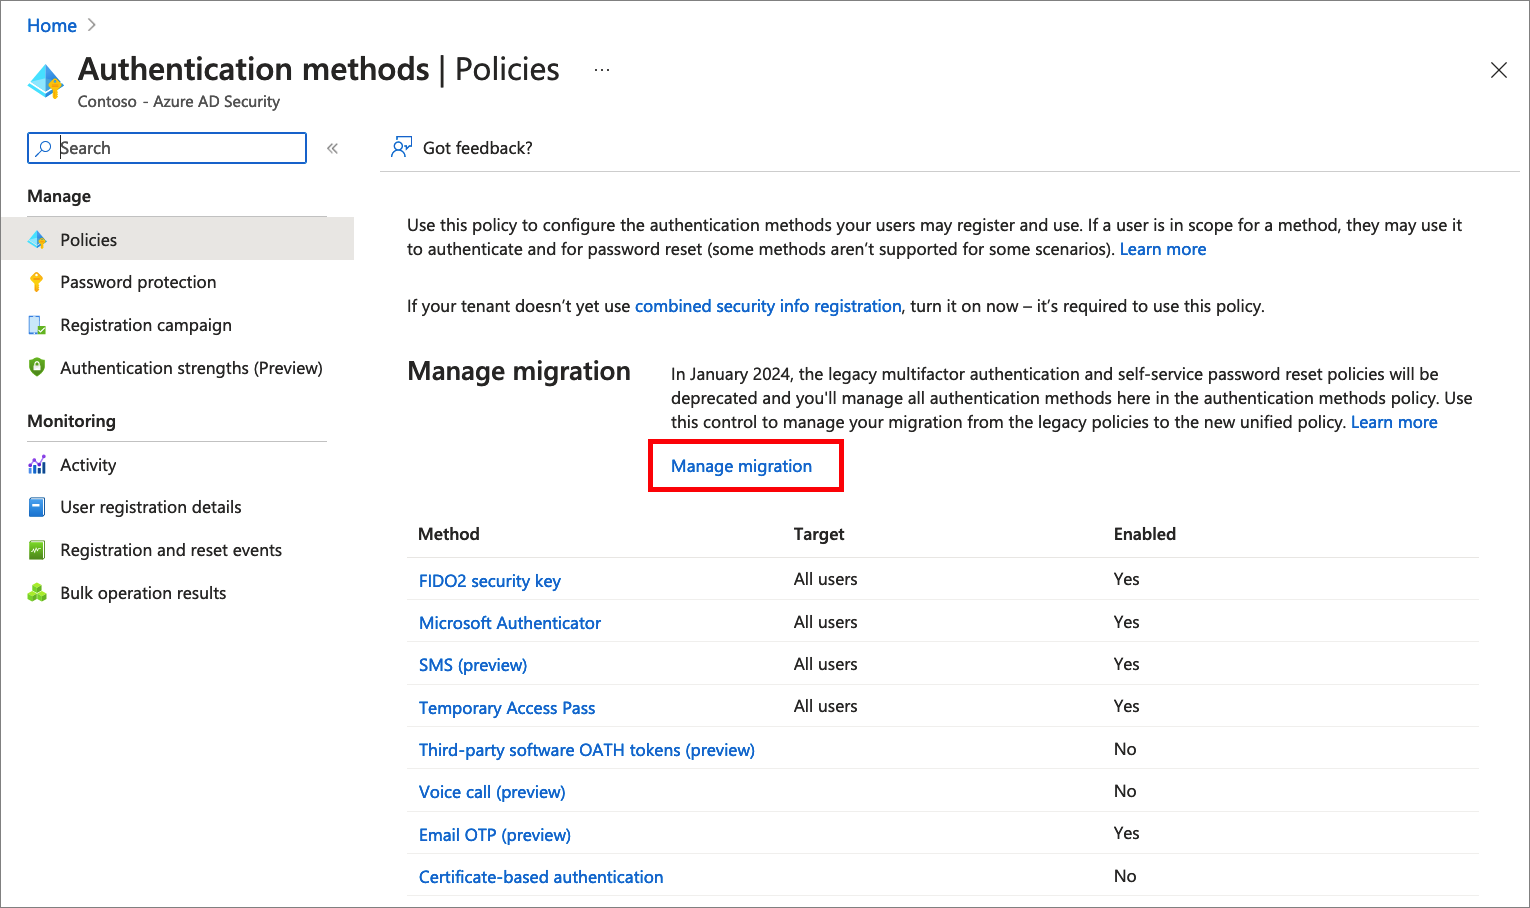 Home
Authentication methods | Policies ...
Contoso - Azure AD Security
Search
«
Got feedback?
Manage
Policies
Password protection
Registration campaign
Authentication strengths (Preview)
Monitoring
Activity
User registration details
Registration and reset events
Bulk operation results
Use this policy to configure the authentication methods your users may register and use. If a user is in scope for a method, they may use it
to authenticate and for password reset (some methods aren’t supported for some scenarios). Learn more
If your tenant doesn’t yet use combined security info registration, turn it on now – it’s required to use this policy.
Manage migration
In January 2024, the legacy multifactor authentication and self-service password reset policies will be
deprecated and you'll manage all authentication methods here in the authentication methods policy. Use
this control to manage your migration from the legacy policies to the new unified policy. Learn more
Manage migration
Method Target Enabled
FIDO2 security key All users Yes
Microsoft Authenticator All users Yes
SMS (preview) All users Yes
Temporary Access Pass All users Yes
Third-party software OATH tokens (preview) No
Voice call (preview) No
Email OTP (preview) Yes
Certificate-based authentication No